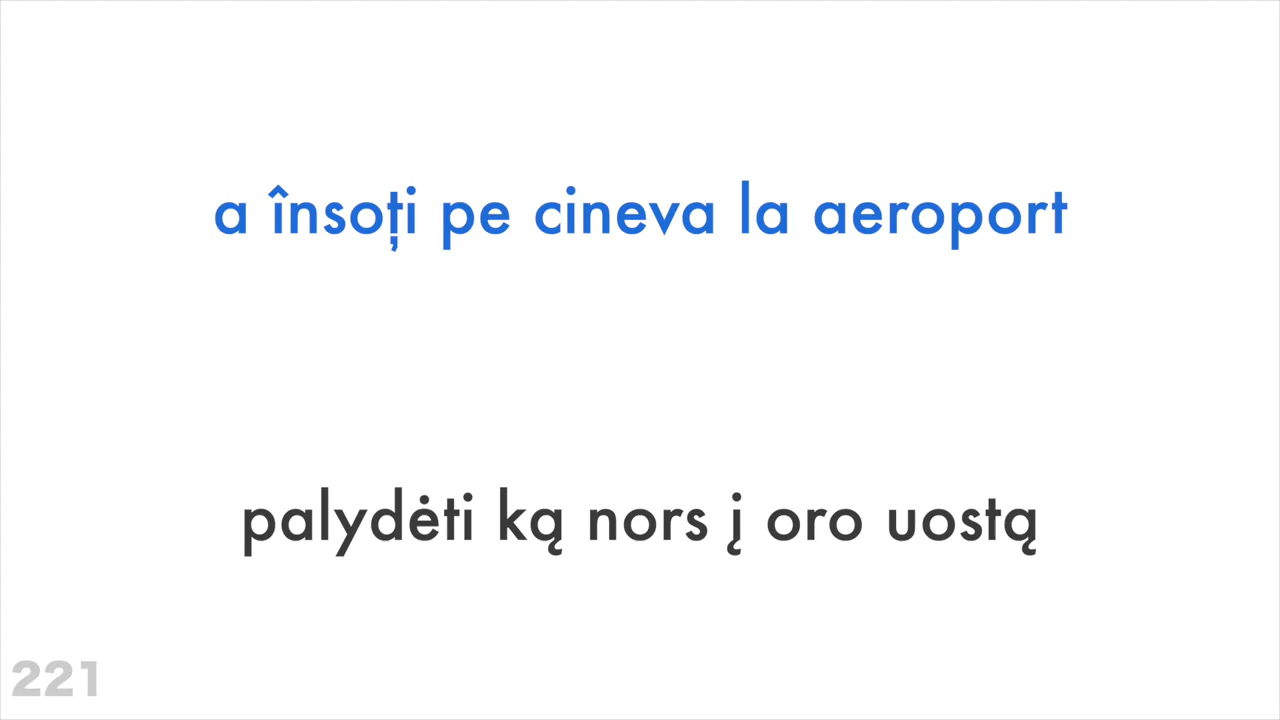 a însoți pe cineva la aeroport
palydėti ką nors į oro uostą
221